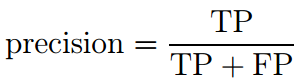 precision = TP / (TP + FP)